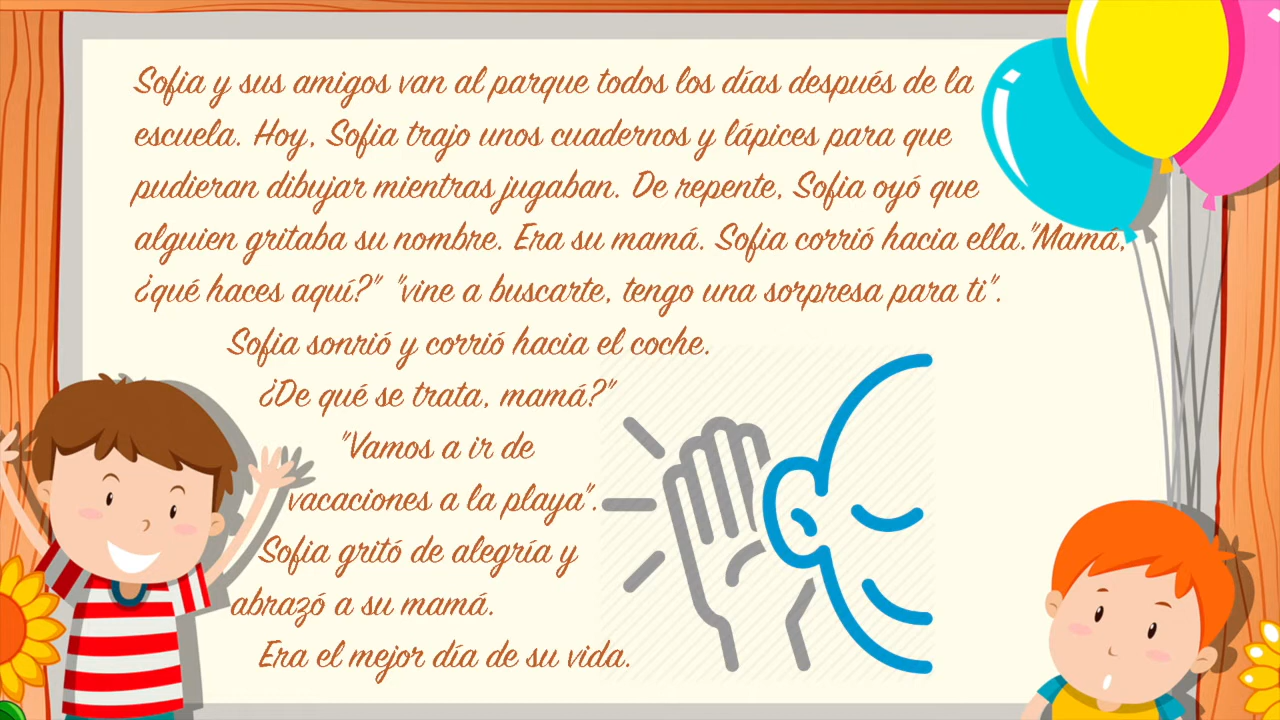 Sofia y sus amigos van al parque todos los días después de la
escuela. Hoy, Sofia trajo unos cuadernos y lápices para que
pudieran dibujar mientras jugaban. De repente, Sofia oyó que
alguien gritaba su nombre. Era su mamá. Sofia corrió hacia ella."Mamá,
¿qué haces aquí?" "vine a buscarte, tengo una sorpresa para ti".
Sofia sonrió y corrió hacia el coche.
¿De qué se trata, mamá?"
"Vamos a ir de
vacaciones a la playa".
Sofia gritó de alegría y
abrazó a su mamá.
Era el mejor día de su vida.